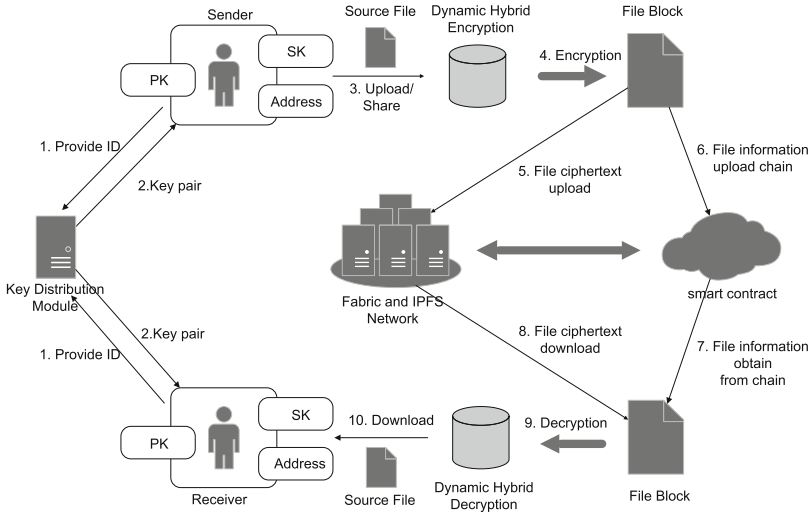 Sender
Source File
Dynamic Hybrid
Encryption
File Block
SK
PK
Address
3. Upload/
Share
4. Encryption
1. Provide ID
2.Key pair
5. File ciphertext
upload
6. File information
upload chain
Key Distribution
Module
Fabric and IPFS
Network
smart contract
2.Key pair
1. Provide ID
8. File ciphertext
download
7. File information
obtain
from chain
SK
PK
Address
10. Download
9. Decryption
Receiver
Source File
Dynamic Hybrid
Decryption
File Block